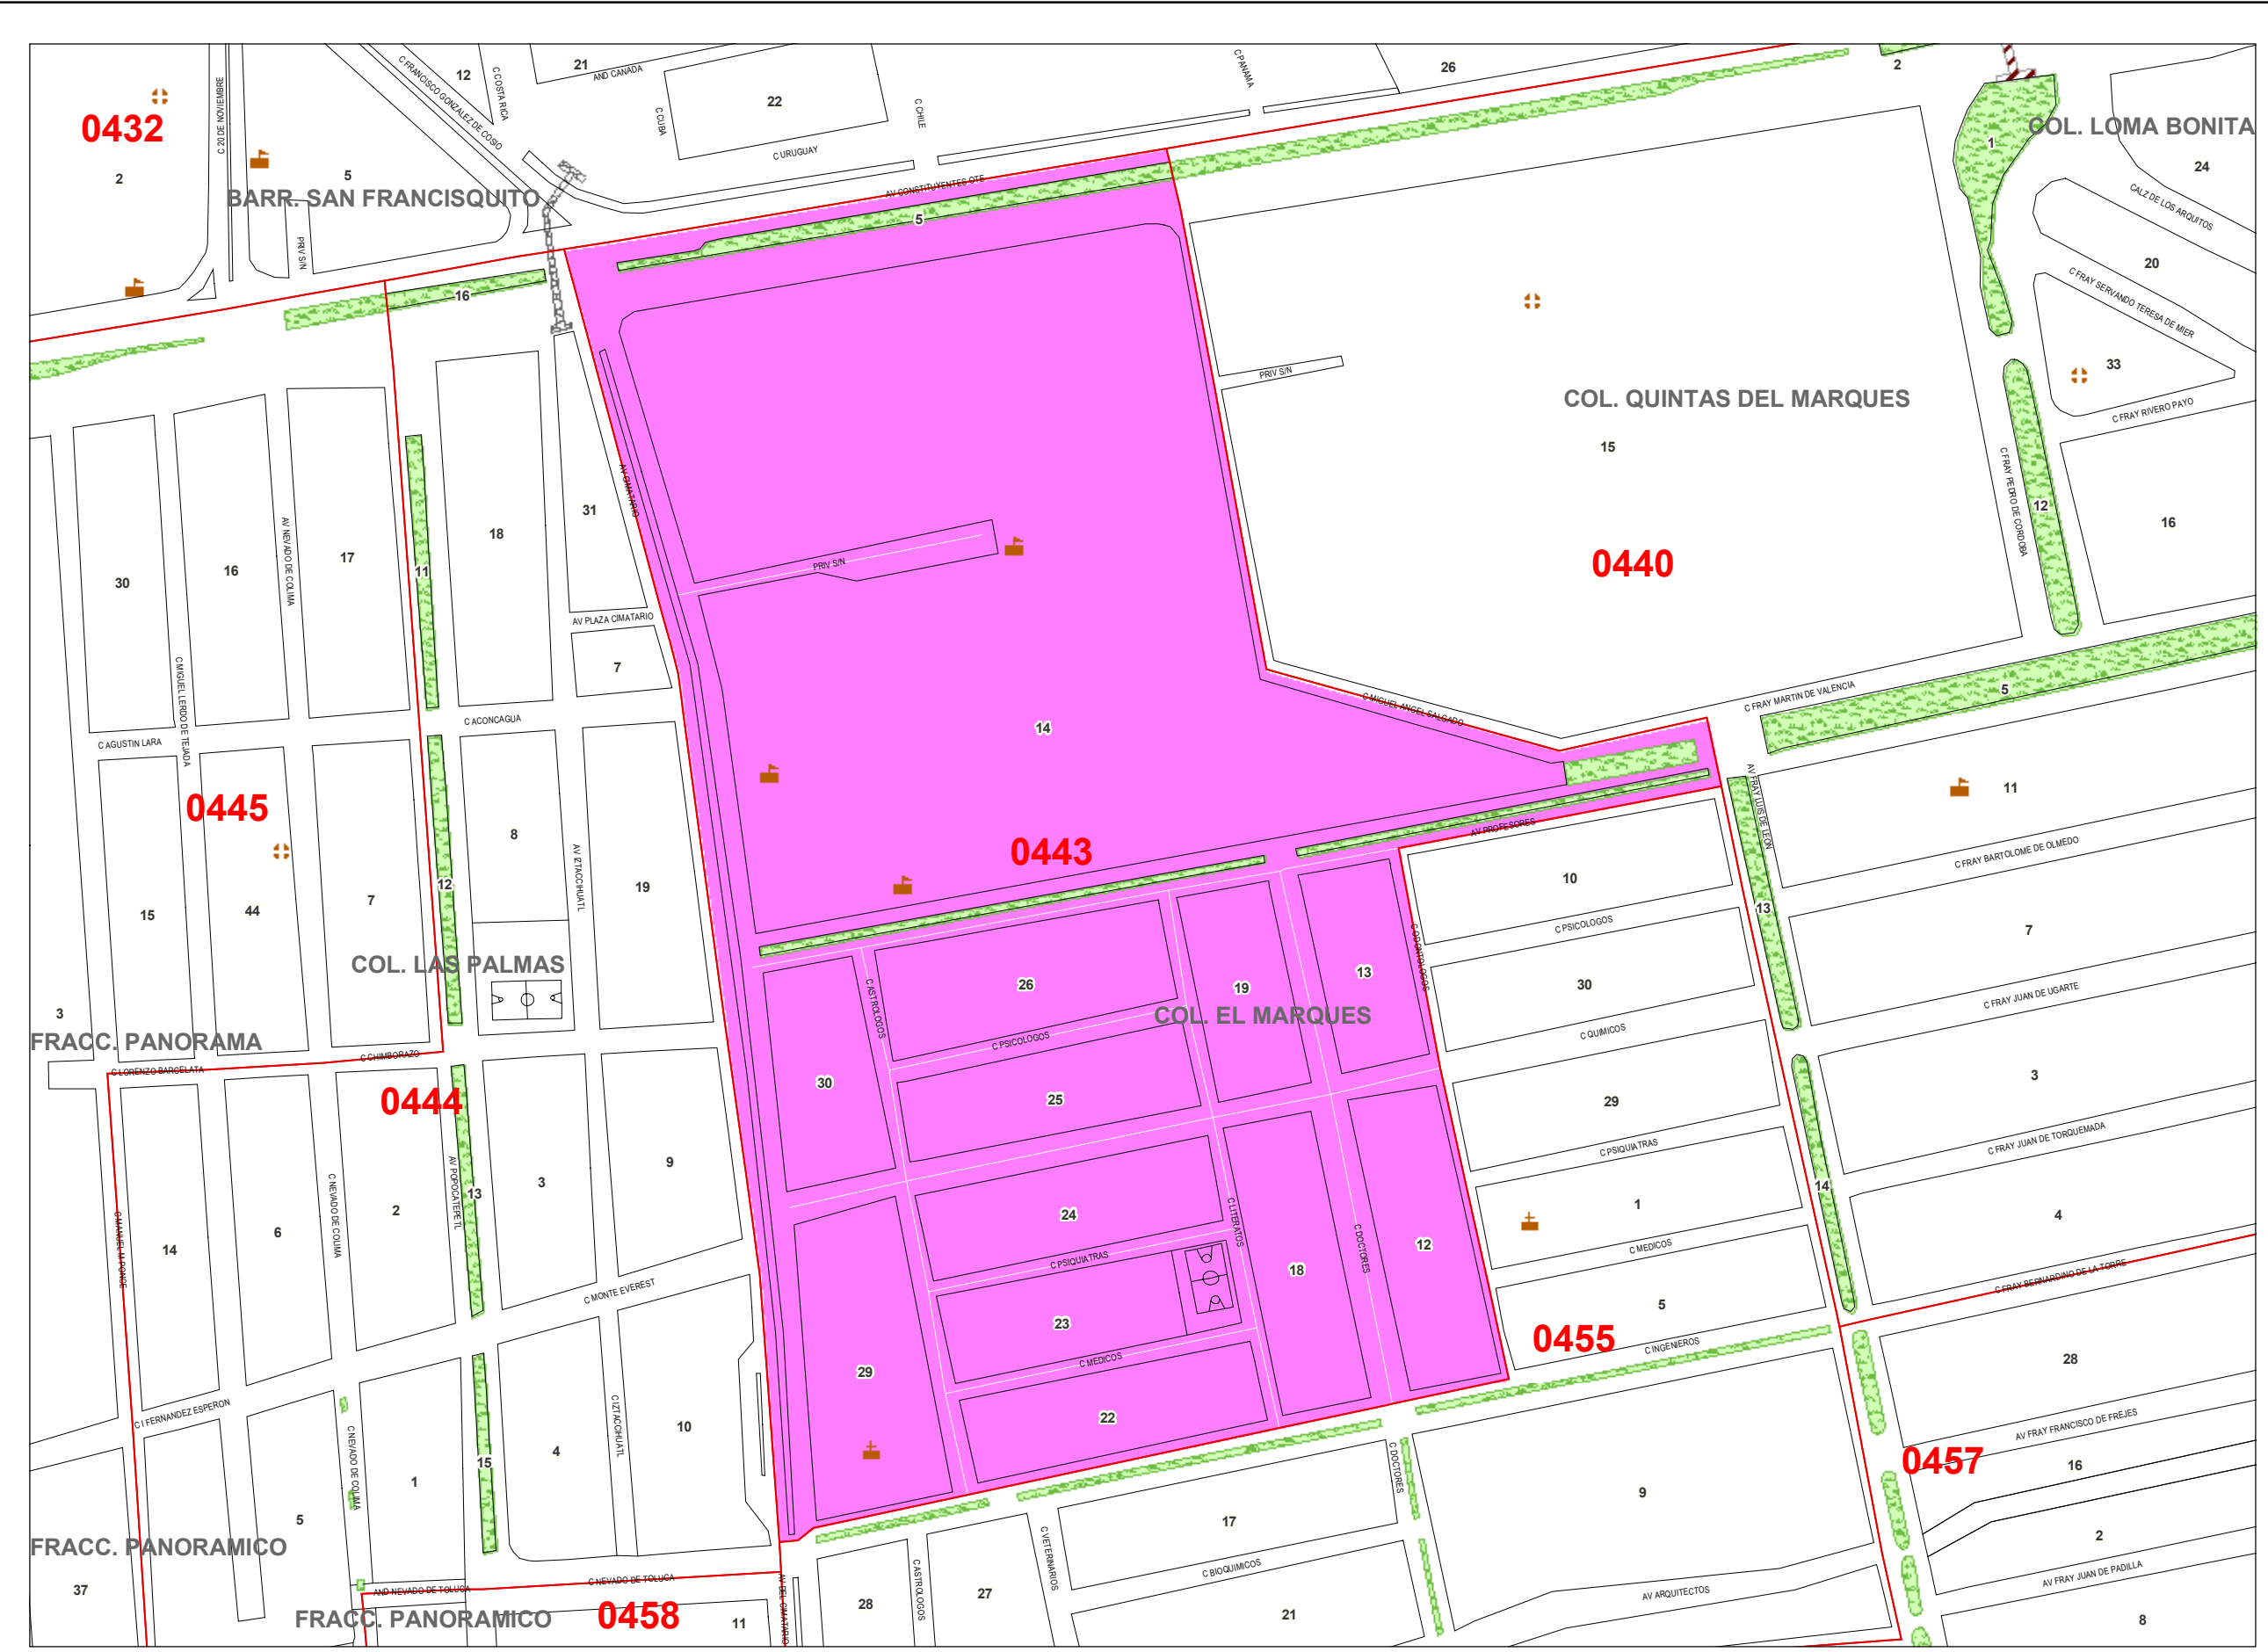 12
21
AND CANADA
22
C COSTA RICA
C FRANCISCO GONZALEZ DE COSIO
C CUBA
C CHILE
C PANAMA
26
2
C URUGUAY
0432
C 20 DE NOVIEMBRE
2
5
BARR. SAN FRANCISQUITO
PRIV S/N
COL. LOMA BONITA
1
24
CALZ DE LOS ARQUITOS
20
C FRAY SERVANDO TERESA DE MIER
33
C FRAY RIVERO PAYO
AV CONSTITUYENTES OTE
5
16
PRIV S/N
COL. QUINTAS DEL MARQUES
15
0440
C FRAY PEDRO DE CORDOBA
12
16
AV CIMATARIO
31
18
17
16
30
AV NEVADO DE COLIMA
11
PRIV S/N
AV PLAZA CIMATARIO
7
C MIGUEL LERDO DE TEJADA
C ACONCAGUA
C AGUSTIN LARA
14
C MIGUEL ANGEL SALGADO
C FRAY MARTIN DE VALENCIA
5
0445
8
AV IZTACCIHUATL
19
12
7
44
15
0443
AV PROFESORES
AV FRAY LUIS DE LEON
11
C FRAY BARTOLOME DE OLMEDO
10
C PSICOLOGOS
13
7
COL. LAS PALMAS
3
FRACC. PANORAMA
C LORENZO BARCELATA
C CHIMBORAZO
26
C ASTROLOGOS
C PSICOLOGOS
19
13
C ODONTOLOGOS
COL. EL MARQUES
30
C QUIMICOS
C FRAY JUAN DE UGARTE
0444
30
25
29
3
C PSIQUIATRAS
C FRAY JUAN DE TORQUEMADA
AV POPOCATEPETL
13
3
9
C MANUEL M PONCE
14
6
C NEVADO DE COLIMA
2
24
C LITERATOS
C PSIQUIATRAS
C DOCTORES
12
18
1
14
4
C MEDICOS
C MONTE EVEREST
23
C MEDICOS
5
0455
C INGENIEROS
C FRAY BERNARDINO DE LA TORRE
28
29
22
C I FERNANDEZ ESPERON
C NEVADO DE COLIMA
1
15
4
C IZTACCIHUATL
10
5
C DOCTORES
9
17
0457
AV FRAY FRANCISCO DE FREJES
16
2
AV FRAY JUAN DE PADILLA
8
FRACC. PANORAMICO
37
AND NEVADO DE TOLUCA
C NEVADO DE TOLUCA
FRACC. PANORAMICO
0458
11
AV DEL CIMATARIO
28
C ASTROLOGOS
27
C VETERINARIOS
C BIOQUIMICOS
21
AV ARQUITECTOS